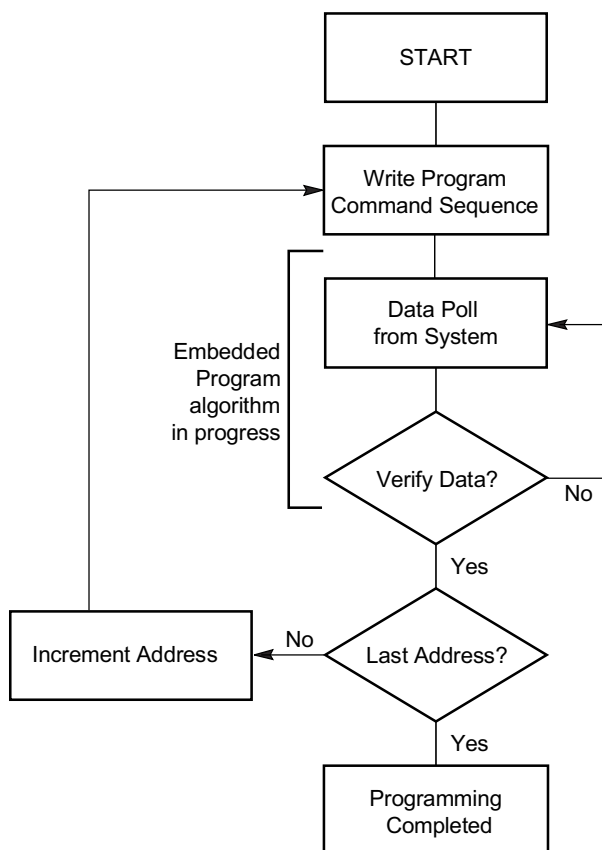 START
Write Program
Command Sequence
Data Poll
from System
Embedded
Program
algorithm
in progress
Verify Data?
No
Yes
Increment Address
No
Last Address?
Yes
Programming
Completed